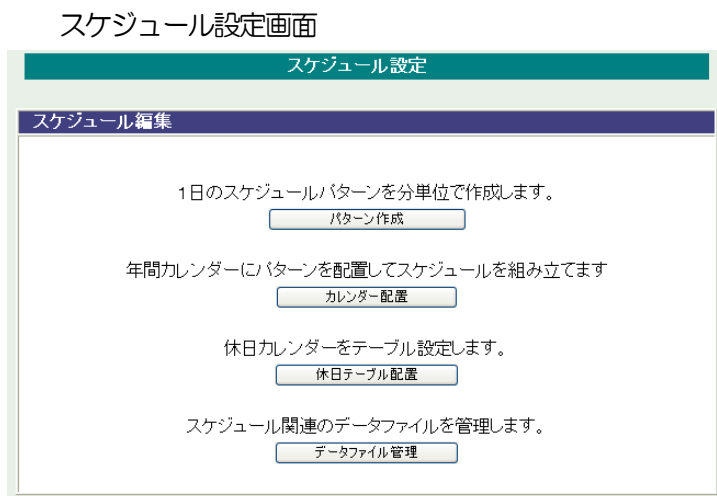 スケジュール設定画面
スケジュール設定
スケジュール編集
1日のスケジュールパターンを分単位で作成します。
パターン作成
年間カレンダーにパターンを配置してスケジュールを組み立てます
カレンダー配置
休日カレンダーをテーブル設定します。
休日テーブル配置
スケジュール関連のデータファイルを管理します。
データファイル管理